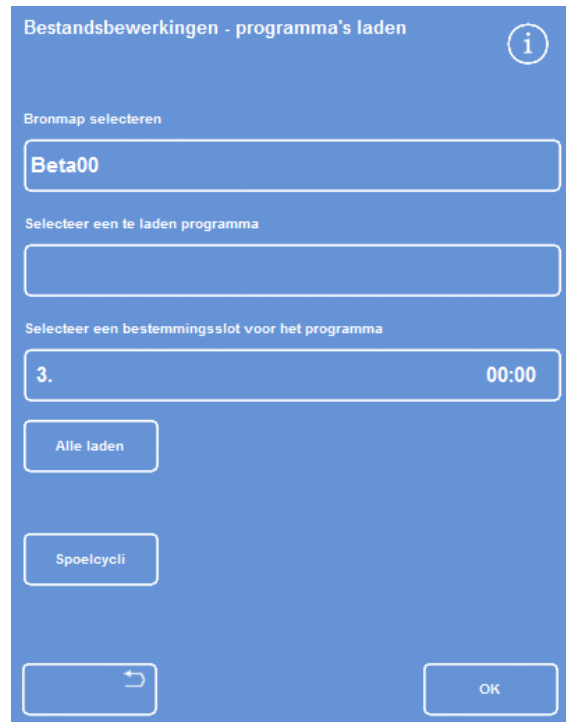 Bestandsbewerkingen - programma's laden
i
Bronmap selecteren
Beta00
Selecteer een te laden programma
Selecteer een bestemmingsslot voor het programma
3. 00:00
Alle laden
Spoelcycli
OK